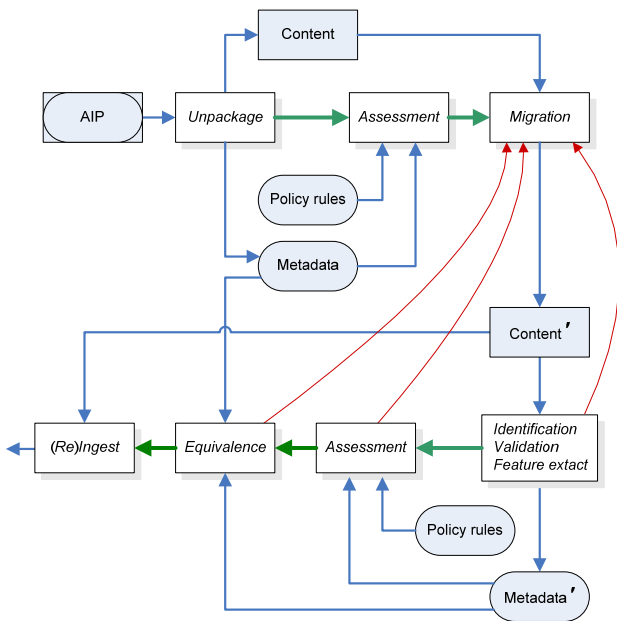 Content
AIP
Unpackage
Assessment
Migration
Policy rules
Metadata
Content′
(Re)Ingest
Equivalence
Assessment
Identification
Validation
Feature extact
Policy rules
Metadata′